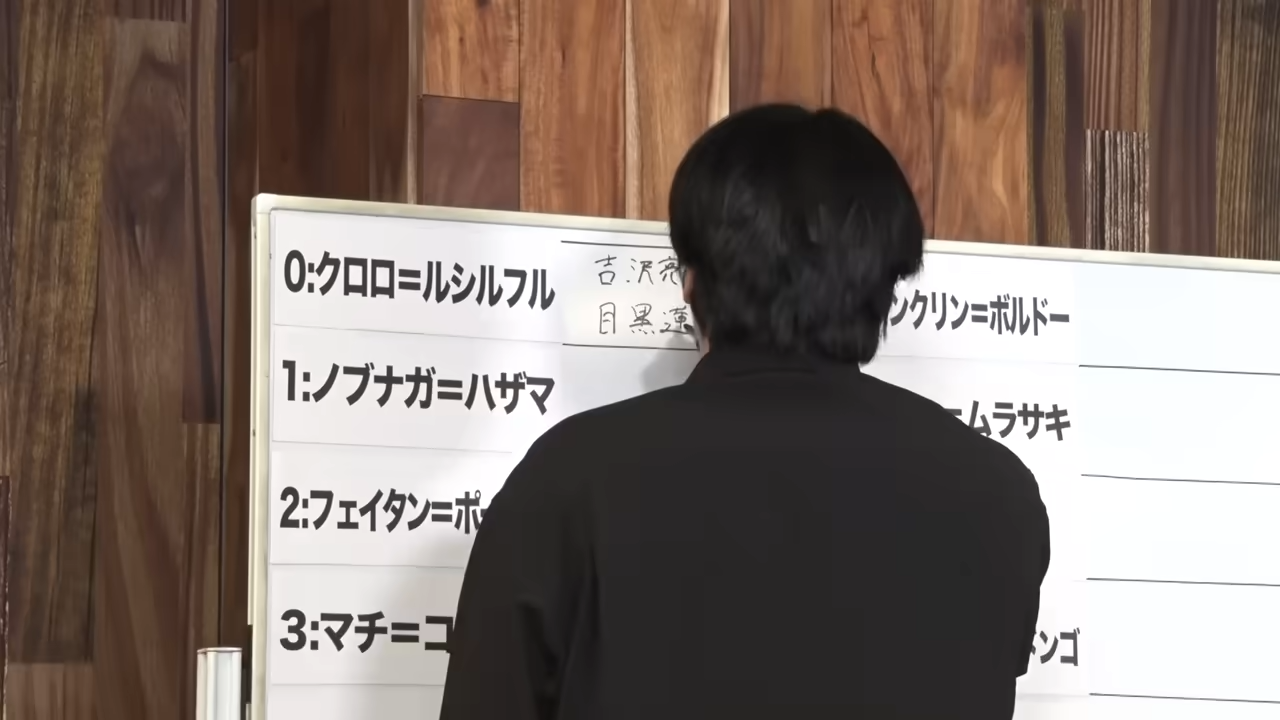 0:クロロ=ルシルフル
吉沢亮
目黒蓮
1:ノブナガ=ハザマ
2:フェイタン=ポ
3:マチ=コ
ンクリン=ボルドー
=ムラサキ
ドンゴ